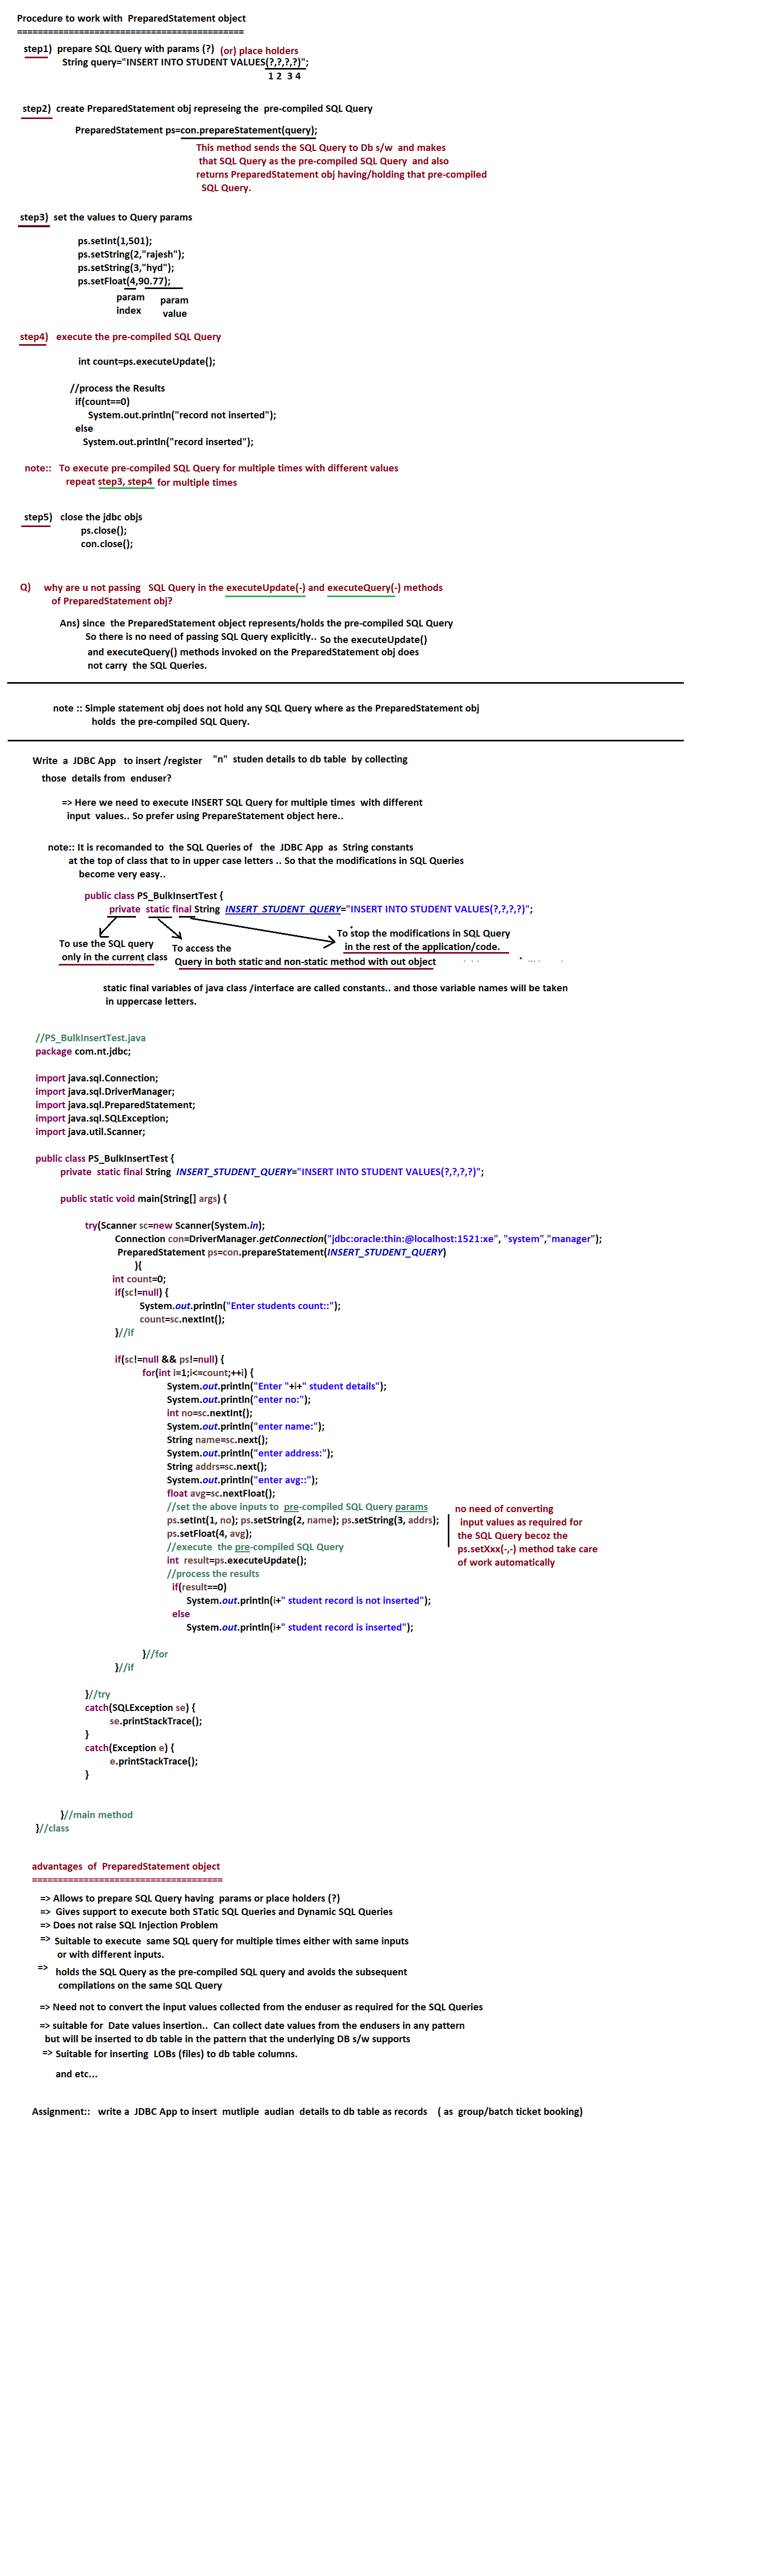 Procedure to work with PreparedStatement object
============================================
step1) prepare SQL Query with params (?) (or) place holders
String query="INSERT INTO STUDENT VALUES(?,?,?,?)";
1 2 3 4
step2) create PreparedStatement obj represeing the pre-compiled SQL Query
PreparedStatement ps=con.prepareStatement(query);
This method sends the SQL Query to Db s/w and makes
that SQL Query as the pre-compiled SQL Query and also
returns PreparedStatement obj having/holding that pre-compiled
SQL Query.
step3) set the values to Query params
ps.setInt(1,501);
ps.setString(2,"rajesh");
ps.setString(3,"hyd");
ps.setFloat(4,90.77);
param param
index value
step4) execute the pre-compiled SQL Query
int count=ps.executeUpdate();
//process the Results
if(count==0)
System.out.println("record not inserted");
else
System.out.println("record inserted");
note:: To execute pre-compiled SQL Query for multiple times with different values
repeat step3, step4 for multiple times
step5) close the jdbc objs
ps.close();
con.close();
Q) why are u not passing SQL Query in the executeUpdate(-) and executeQuery(-) methods
of PreparedStatement obj?
Ans) since the PreparedStatement object represents/holds the pre-compiled SQL Query
So there is no need of passing SQL Query explicitly.. So the executeUpdate()
and executeQuery() methods invoked on the PreparedStatement obj does
not carry the SQL Queries.
note :: Simple statement obj does not hold any SQL Query where as the PreparedStatement obj
holds the pre-compiled SQL Query.
Write a JDBC App to insert /register "n" studen details to db table by collecting
those details from enduser?
=> Here we need to execute INSERT SQL Query for multiple times with different
input values.. So prefer using PrepareStatement object here..
note:: It is recomanded to the SQL Queries of the JDBC App as String constants
at the top of class that to in upper case letters .. So that the modifications in SQL Queries
become very easy..
public class PS_BulkInsertTest {
private static final String INSERT_STUDENT_QUERY="INSERT INTO STUDENT VALUES(?,?,?,?)";
To use the SQL query
only in the current class
To access the
Query in both static and non-static method with out object
To stop the modifications in SQL Query
in the rest of the application/code.
static final variables of java class /interface are called constants.. and those variable names will be taken
in uppercase letters.
//PS_BulkInsertTest.java
package com.nt.jdbc;
import java.sql.Connection;
import java.sql.DriverManager;
import java.sql.PreparedStatement;
import java.sql.SQLException;
import java.util.Scanner;
public class PS_BulkInsertTest {
private static final String INSERT_STUDENT_QUERY="INSERT INTO STUDENT VALUES(?,?,?,?)";
public static void main(String[] args) {
try(Scanner sc=new Scanner(System.in);
Connection con=DriverManager.getConnection("jdbc:oracle:thin:@localhost:1521:xe", "system","manager");
PreparedStatement ps=con.prepareStatement(INSERT_STUDENT_QUERY)
){
int count=0;
if(sc!=null) {
System.out.println("Enter students count::");
count=sc.nextInt();
}//if
if(sc!=null && ps!=null) {
for(int i=1;i<=count;++i) {
System.out.println("Enter "+i+" student details");
System.out.println("enter no:");
int no=sc.nextInt();
System.out.println("enter name:");
String name=sc.next();
System.out.println("enter address:");
String addrs=sc.next();
System.out.println("enter avg::");
float avg=sc.nextFloat();
//set the above inputs to pre-compiled SQL Query params
ps.setInt(1, no); ps.setString(2, name); ps.setString(3, addrs);
ps.setFloat(4, avg);
//execute the pre-compiled SQL Query
int result=ps.executeUpdate();
//process the results
if(result==0)
System.out.println(i+" student record is not inserted");
else
System.out.println(i+" student record is inserted");
no need of converting
input values as required for
the SQL Query becoz the
ps.setXxx(-,-) method take care
of work automatically
}//for
}//if
}//try
catch(SQLException se) {
se.printStackTrace();
}
catch(Exception e) {
e.printStackTrace();
}
}//main method
}//class
advantages of PreparedStatement object
=====================================
=> Allows to prepare SQL Query having params or place holders (?)
=> Gives support to execute both STatic SQL Queries and Dynamic SQL Queries
=> Does not raise SQL Injection Problem
=> Suitable to execute same SQL query for multiple times either with same inputs
or with different inputs.
=> holds the SQL Query as the pre-compiled SQL query and avoids the subsequent
compilations on the same SQL Query
=> Need not to convert the input values collected from the enduser as required for the SQL Queries
=> suitable for Date values insertion.. Can collect date values from the endusers in any pattern
but will be inserted to db table in the pattern that the underlying DB s/w supports
=> Suitable for inserting LOBs (files) to db table columns.
and etc...
Assignment:: write a JDBC App to insert mutliple audian details to db table as records ( as group/batch ticket booking)